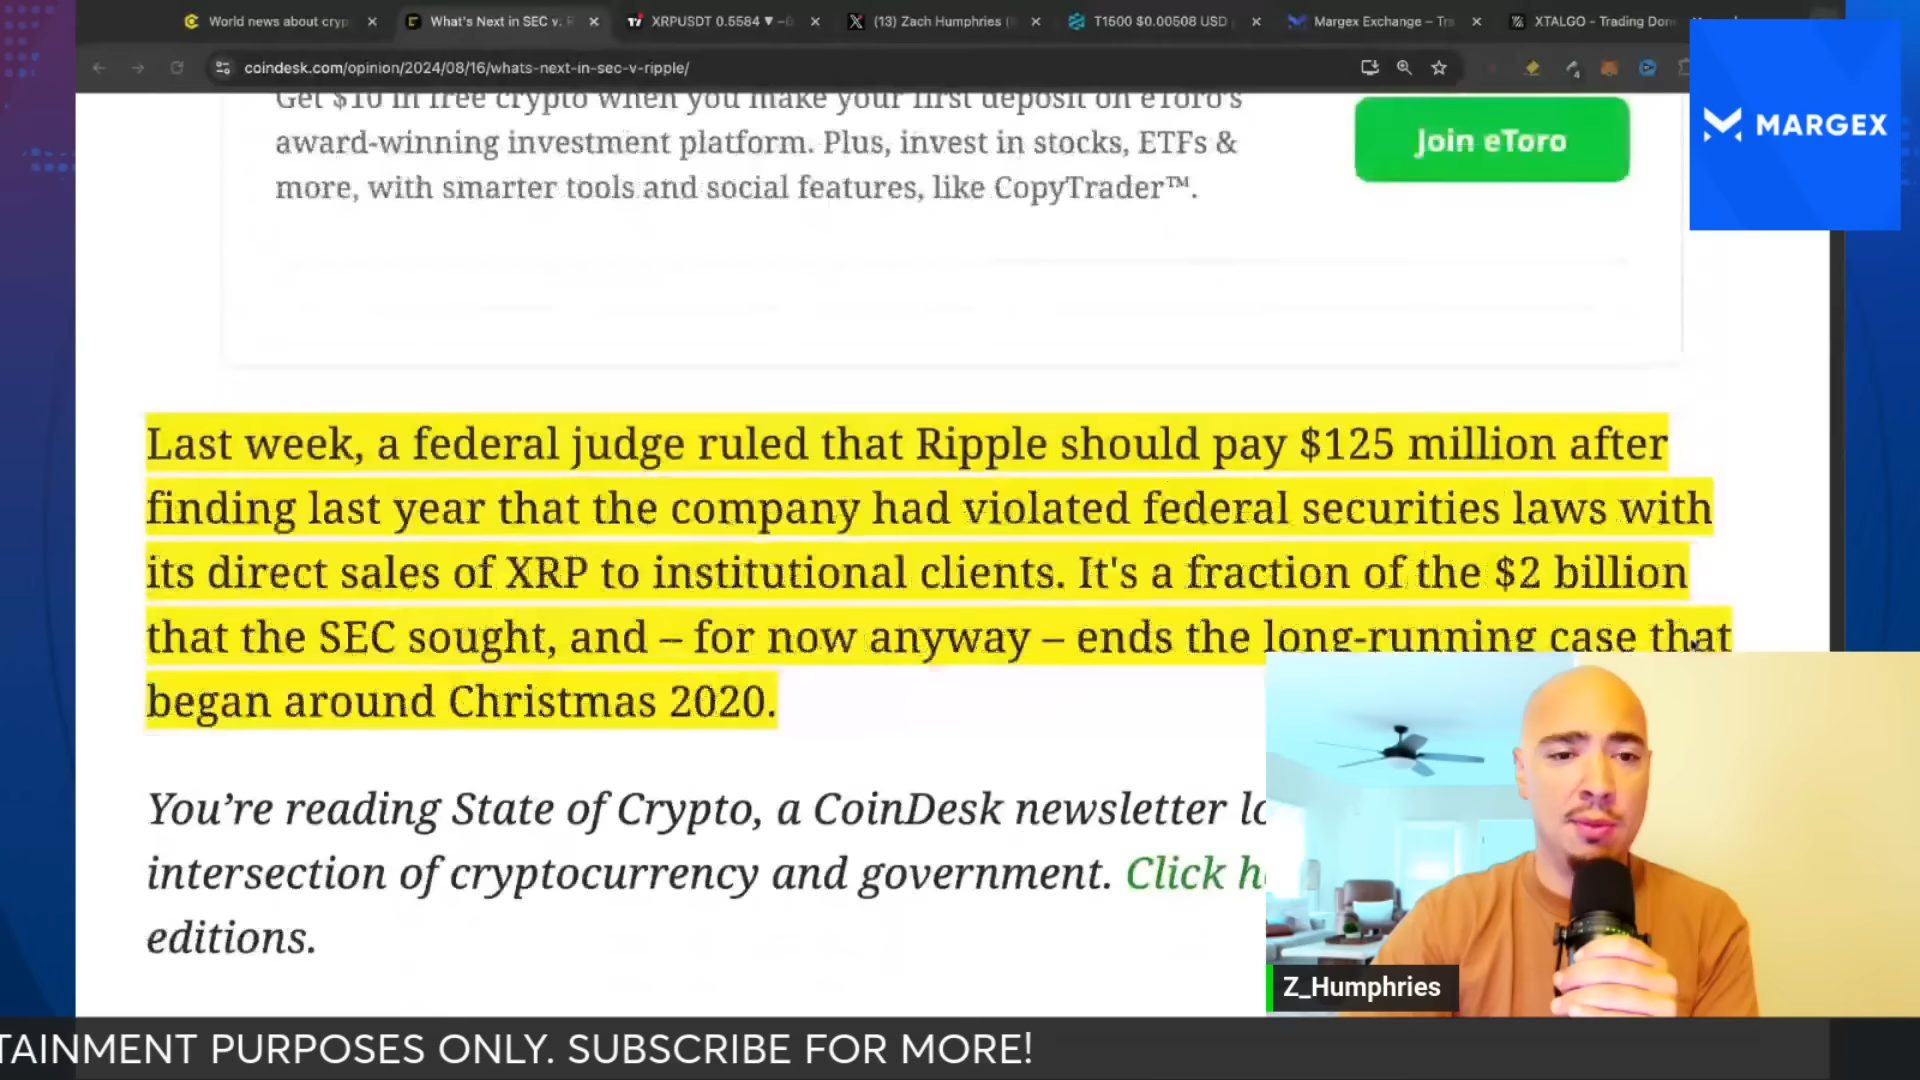 World news about cryp
What's Next in SEC v.
XRPUSDT 0.5584 ▼
(13) Zach Humphries
T1500 $0.00508 USD
Margex Exchange – Tra
XTALGO - Trading Don
coindesk.com/opinion/2024/08/16/whats-next-in-sec-v-ripple/
MARGEX
Get $10 in free crypto when you make your first deposit on eToro's
award-winning investment platform. Plus, invest in stocks, ETFs &
more, with smarter tools and social features, like CopyTrader™.
Join eToro
Last week, a federal judge ruled that Ripple should pay $125 million after
finding last year that the company had violated federal securities laws with
its direct sales of XRP to institutional clients. It's a fraction of the $2 billion
that the SEC sought, and – for now anyway – ends the long-running case that
began around Christmas 2020.
You're reading State of Crypto, a CoinDesk newsletter lo
intersection of cryptocurrency and government. Click h
editions.
Z_Humphries
TAINMENT PURPOSES ONLY. SUBSCRIBE FOR MORE!